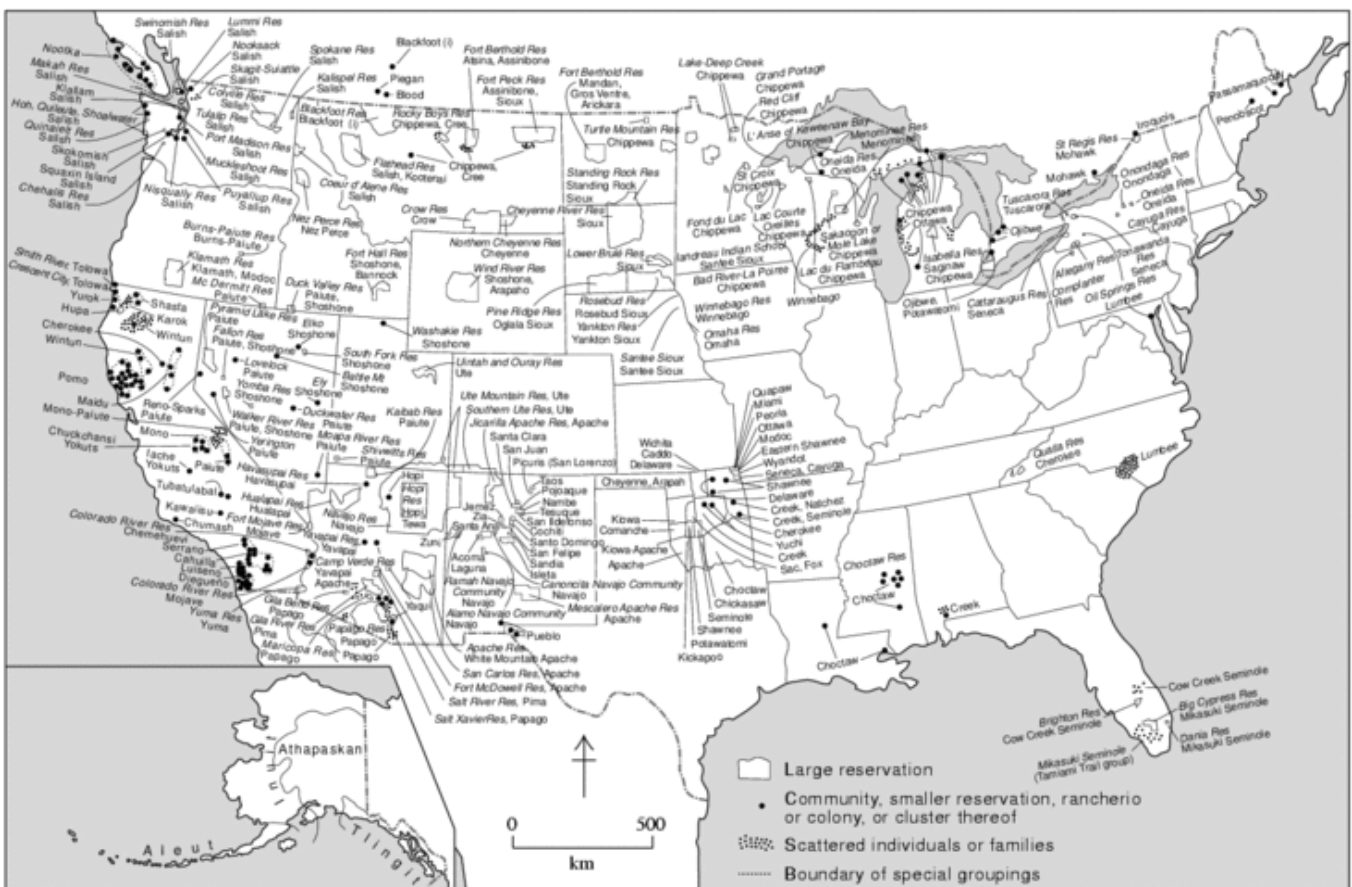 Swinomish Res
Salish
Lummi Res
Salish
Nooksack
Salish
Skagit-Suiattle
Salish
Nootka
Makah Res
Salish
Klallam
Salish
Hoh, Quileute, Shoalwater
Salish
Quinault Res
Salish
Skokomish
Salish
Squaxin Island
Salish
Chehalis Res
Salish
Colville Res
Salish
Tulalip Res
Salish
Port Madison Res
Salish
Muckleshoot Res
Salish
Nisqually Res
Salish
Puyallup Res
Salish
Spokane Res
Salish
Kalispel Res
Salish
Blackfoot (i)
Piegan
Blood
Blackfoot Res
Blackfoot (i)
Rocky Boys Res
Chippewa, Cree
Fort Berthold Res
Atsina, Assinibone
Fort Peck Res
Assinibone,
Sioux
Flathead Res
Salish, Kootenai
Chippewa,
Cree
Coeur d'Alene Res
Salish
Nez Perce Res
Nez Perce
Crow Res
Crow
Northern Cheyenne Res
Cheyenne
Fort Berthold Res
Mandan,
Gros Ventre,
Arickara
Turtle Mountain Res
Chippewa
Standing Rock Res
Standing Rock
Sioux
Cheyenne River Res
Sioux
Lower Brule Res
Sioux
Pine Ridge Res
Oglala Sioux
Rosebud Res
Rosebud Sioux
Yankton Res
Yankton Sioux
Santee Sioux
Santee Sioux
Lake-Deep Creek
Chippewa
Grand Portage
Chippewa
Red Cliff
Chippewa
L'Anse of Keweenaw Bay
Chippewa
Menominee Res
Menominee
Oneida Res,
Oneida
St Croix
Chippewa
Fond du Lac
Chippewa
Lac Courte
Oreilles
Chippewa
Sakaogon or
Mole Lake
Chippewa
Lac du Flambeau
Chippewa
landreau Indian School
Santee Sioux
Bad River-La Pointe
Chippewa
Winnebago Res
Winnebago
Winnebago
Omaha Res
Omaha
Chippewa
Ottawa
Isabella Res
Saginaw
Chippewa
Ojibwe,
Potawatomi
Ojibwe
St Regis Res
Mohawk
Iroquois
Mohawk
Passamaquody
Penobscot
Onondaga Res
Onondaga
Oneida Res
Oneida
Cayuga Res
Cayuga
Tuscarora Res
Tuscarora
Tonawanda
Res
Seneca
Allegany Res
Complanter
Res
Oil Springs Res
Cattaraugus Res
Seneca
Lumbee
Burns-Paiute Res
Burns-Paiute
Klamath Res
Klamath, Modoc
Mc Dermitt Res
Paiute
Fort Hall Res
Shoshone,
Bannock
Duck Valley Res
Paiute,
Shoshone
Wind River Res
Shoshone,
Arapaho
Washakie Res
Shoshone
Smith River, Tolowa
Crescent City, Tolowa
Yurok
Hupa
Shasta
Karok
Wintun
Cherokee
Wintun
Pomo
Maidu
Mono-Paiute
Chuckchansi
Yokuts
Mono
Iache
Yokuts
Paiute
Tubatulabal
Kawaiisu
Chumash
Pyramid Lake Res
Paiute
Fallon Res
Paiute, Shoshone
Elko
Shoshone
South Fork Res
Shoshone
Battle Mt
Shoshone
Lovelock
Paiute
Yomba Res
Shoshone
Ely
Shoshone
Duckwater Res
Paiute
Reno-Sparks
Paiute
Walker River Res
Paiute, Shoshone
Yerington
Paiute
Moapa River Res
Paiute
Shivwitts Res
Paiute
Kaibab Res
Paiute
Uintah and Ouray Res
Ute
Ute Mountain Res, Ute
Southern Ute Res, Ute
Jicarilla Apache Res, Apache
Santa Clara
San Juan
Picuris (San Lorenzo)
Taos
Pojoaque
Nambe
Tesuque
San Ildefonso
Cochiti
Santo Domingo
San Felipe
Sandia
Isleta
Jemez
Zia
Santa Ana
Acoma
Laguna
Zuni
Hopi
Hopi
Res
Hopi,
Tewa
Havasupai Res
Havasupai
Hualapai Res
Hualapai
Navajo Res
Navajo
Fort Mojave Res
Mojave
Yavapai Res
Yavapai
Camp Verde Res
Yavapai
Apache
Colorado River Res
Chemehuevi
Serrano
Cahuilla
Luiseno
Diegueño
Colorado River Res
Mojave
Yuma Res
Yuma
Gila Bend Res
Papago
Gila River Res
Pima
Maricopa Res
Papago
Papago Res
Papago
Papago
Yaqui
Ramah Navajo
Community
Navajo
Alamo Navajo Community
Navajo
Canoncita Navajo Community
Navajo
Mescalero Apache Res
Apache
Pueblo
Apache Res
White Mountain Apache
San Carlos Res, Apache
Fort McDowell Res, Apache
Salt River Res, Pima
Salt XavierRes, Papago
Quapaw
Miami
Peoria
Ottawa
Modoc
Eastern Shawnee
Wyandot
Seneca, Cayuga
Shawnee
Delaware
Creek, Natchez
Creek, Seminole
Cherokee
Yuchi
Creek
Sac, Fox
Wichita
Caddo
Delaware
Cheyenne, Arapah
Kiowa
Comanche
Kiowa Apache
Apache
Choctaw
Chickasaw
Seminole
Shawnee
Potawatomi
Kickapoo
Qualla Res
Cherokee
Lumbee
Choctaw Res
Choctaw
Choctaw
Creek
Cow Creek Seminole
Brighton Res
Cow Creek Seminole
Big Cypress Res
Mikasuki Seminole
Dania Res
Mikasuki Seminole
Mikasuki Seminole
(Tamiami Trail group)
Athapaskan
Inuit
Aleut
Tlingit
0 500
km
Large reservation
Community, smaller reservation, rancherio
or colony, or cluster thereof
Scattered individuals or families
Boundary of special groupings